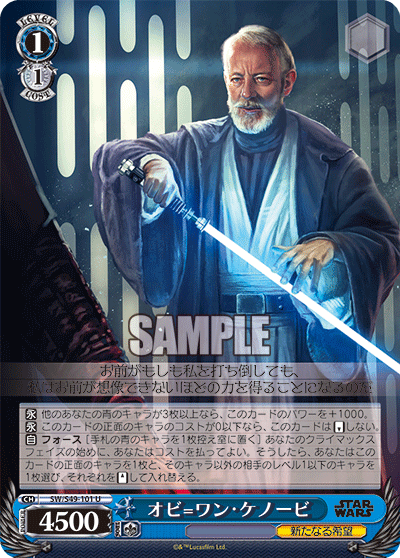 LEVEL
1
1
COST
SAMPLE
お前がもしも私を打ち倒しても、
私はお前が想像できないほどの力を得ることになるのだ
永 他のあなたの青のキャラが3枚以上なら、このカードのパワーを＋1000。
永 このカードの正面のキャラのコストが0以下なら、このカードは しない。
自 フォース ［手札の青のキャラを1枚控え室に置く］ あなたのクライマックス
フェイズの始めに、あなたはコストを払ってよい。そうしたら、あなたはこの
カードの正面のキャラを1枚と、そのキャラ以外の相手のレベル1以下のキャラを
1枚選び、それぞれを して入れ替える。
CH SW/S49-101 U
4500
オビ=ワン・ケノービ
STAR
WARS
新たなる希望
©&™Lucasfilm Ltd.